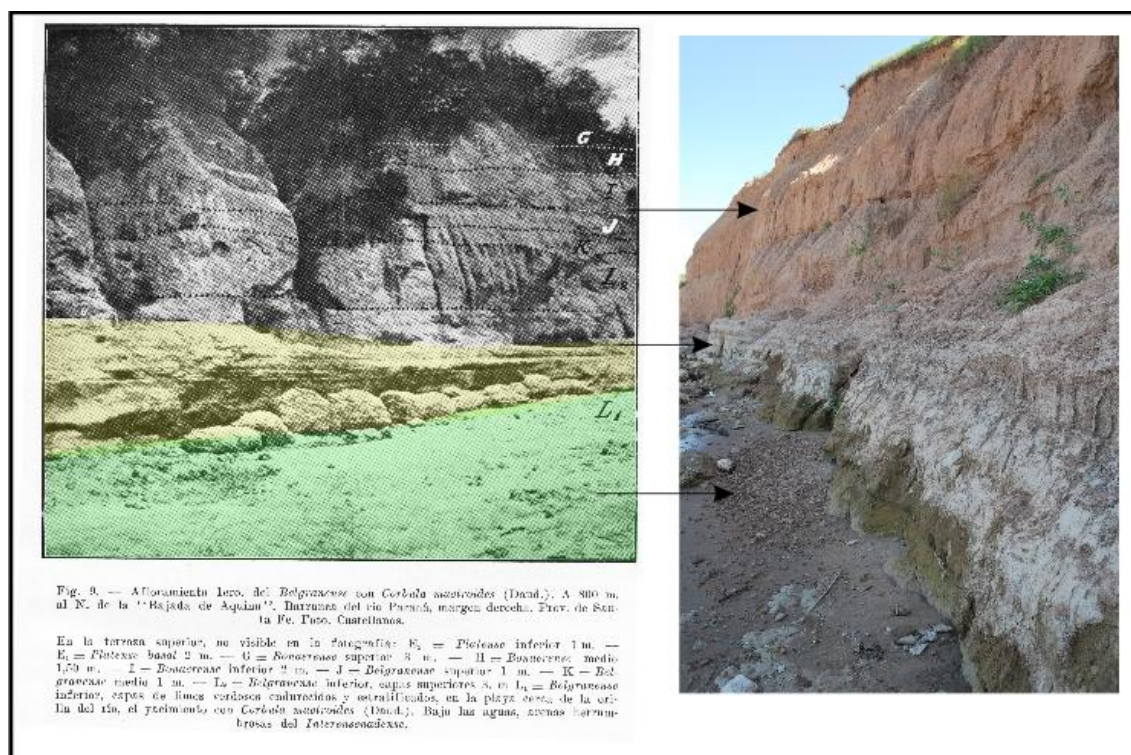 G
H
I
J
K
L₂
L₁
Fig. 9. — Afloramiento 1ero. del Belgranense con Corbula mactroides (Daud.). A 800 m.
al N. de la "Bajada de Barranca del río Paraná, margen derecha. Prov. de San-
ta Fe. Foto. Castellanos.
En la terraza superior, no visible en la fotografía: E₂ = Platense inferior 1 m. —
E₁ = Platense basal 2 m. — G = Bonaerense superior 3 m. — H = Bonaerense medio
1,50 m. — I = Bonaerense inferior 2 m. — J = Belgranense superior 1 m. — K = Bel-
granense medio 1 m. — L₂ = Belgranense inferior, capas superiores 3, m L₁ = Belgranense
inferior, capas de limos verdosos endurecidos y estratificados, en la playa cerca de la ori-
lla del río, el yacimiento con Corbula mactroides (Daud.). Bajo las aguas, arenas herrum-
brosas del Interensenadense.